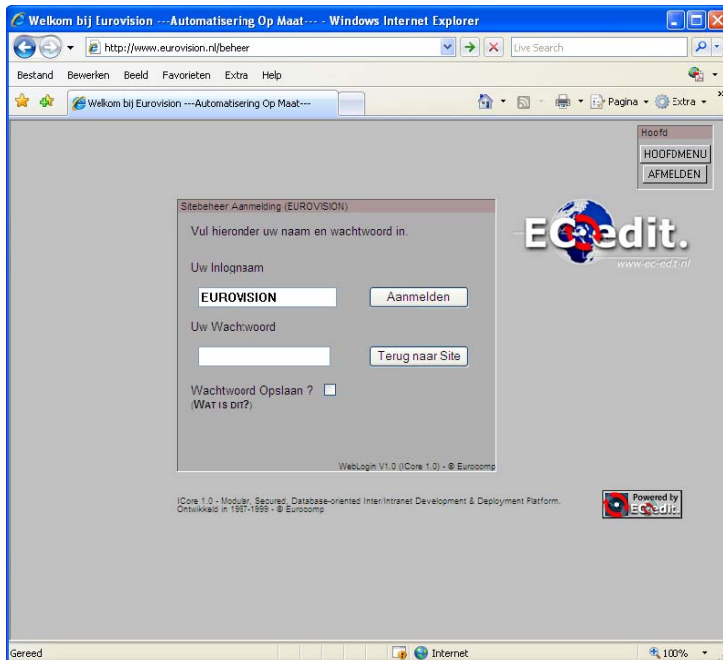 Welkom bij Eurovision ---Automatisering Op Maat--- - Windows Internet Explorer
http://www.eurovision.nl/beheer
Live Search
Bestand Bewerken Beeld Favorieten Extra Help
Welkom bij Eurovision ---Automatisering Op Maat---
Pagina
Extra
Hoofd
HOOFDMENU
AFMELDEN
Sitebeheer Aanmelding (EUROVISION)
Vul hieronder uw naam en wachtwoord in.
Uw Inlognaam
EUROVISION
Aanmelden
Uw Wachtwoord
Terug naar Site
Wachtwoord Opslaan ?
(WAT IS DIT?)
WebLogin V1.0 (ICore 1.0) - © Eurocomp
EC edit.
www-ec-edit-nl
ICore 1.0 - Modular, Secured, Database-oriented Inter/Intranet Development & Deployment Platform.
Ontwikkeld in 1997-1999 - © Eurocomp
Powered by
EC edit.
Gereed
Internet
100%